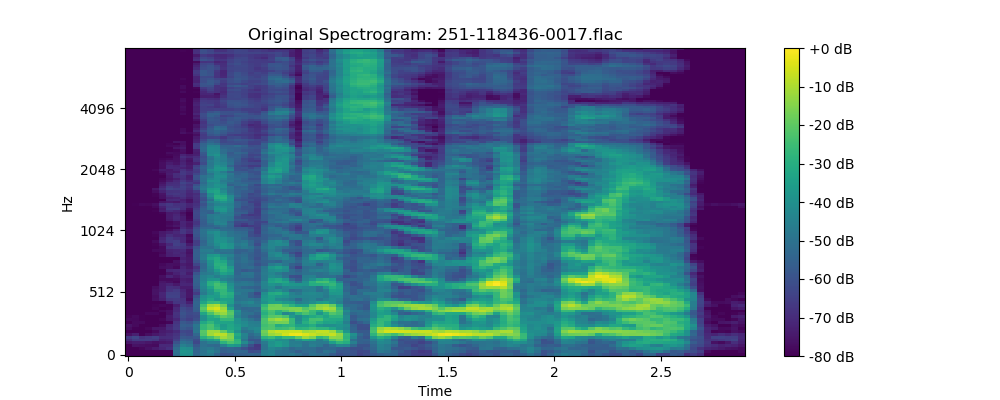 Original Spectrogram: 251-118436-0017.flac
Hz
4096
2048
1024
512
0
0
0.5
1
1.5
2
2.5
Time
+0 dB
-10 dB
-20 dB
-30 dB
-40 dB
-50 dB
-60 dB
-70 dB
-80 dB